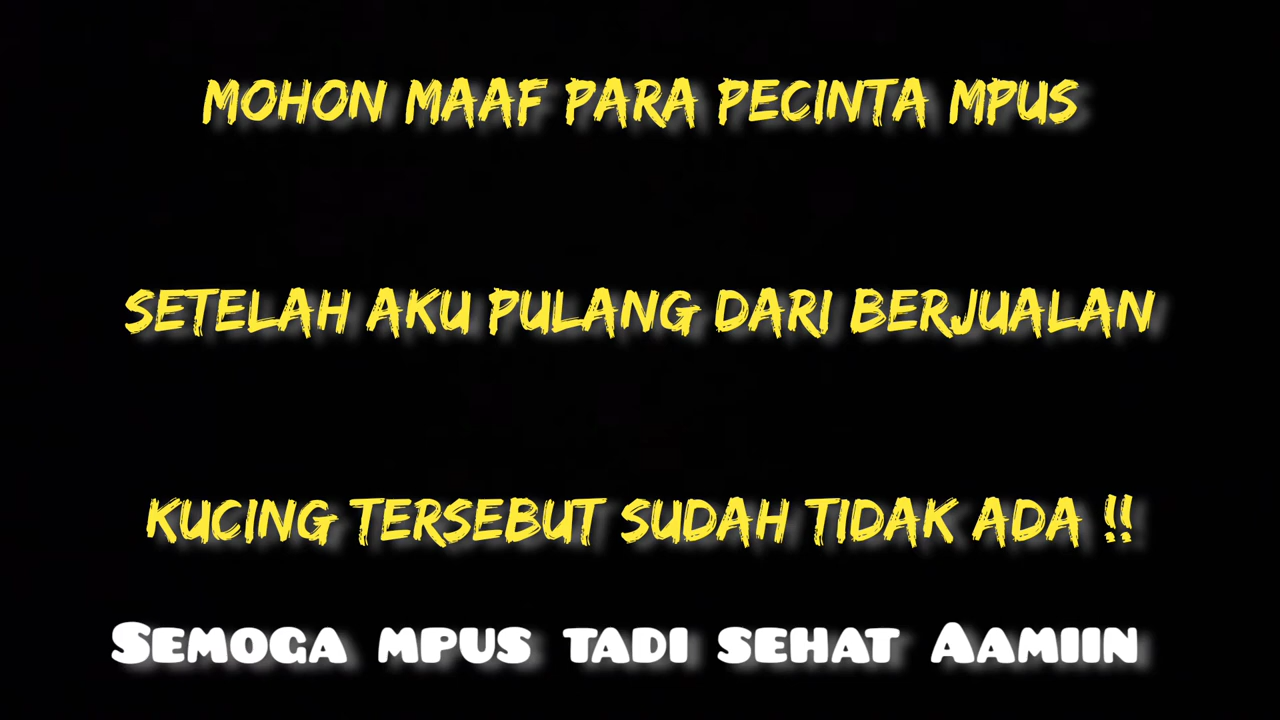 MOHON MAAF PARA PECINTA MPUS
SETELAH AKU PULANG DARI BERJUALAN
KUCING TERSEBUT SUDAH TIDAK ADA !!
Semoga mpus tadi sehat Aamiin